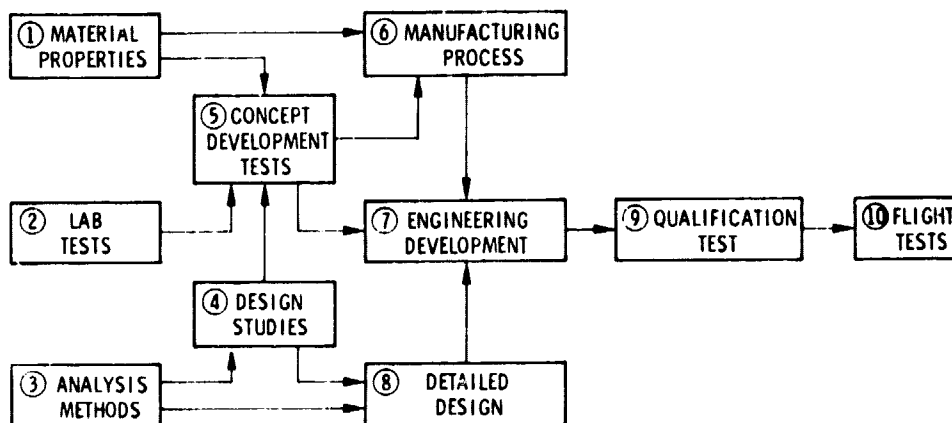 ① MATERIAL
PROPERTIES
⑥ MANUFACTURING
PROCESS
⑤ CONCEPT
DEVELOPMENT
TESTS
② LAB
TESTS
⑦ ENGINEERING
DEVELOPMENT
⑨ QUALIFICATION
TEST
⑩ FLIGHT
TESTS
④ DESIGN
STUDIES
③ ANALYSIS
METHODS
⑧ DETAILED
DESIGN